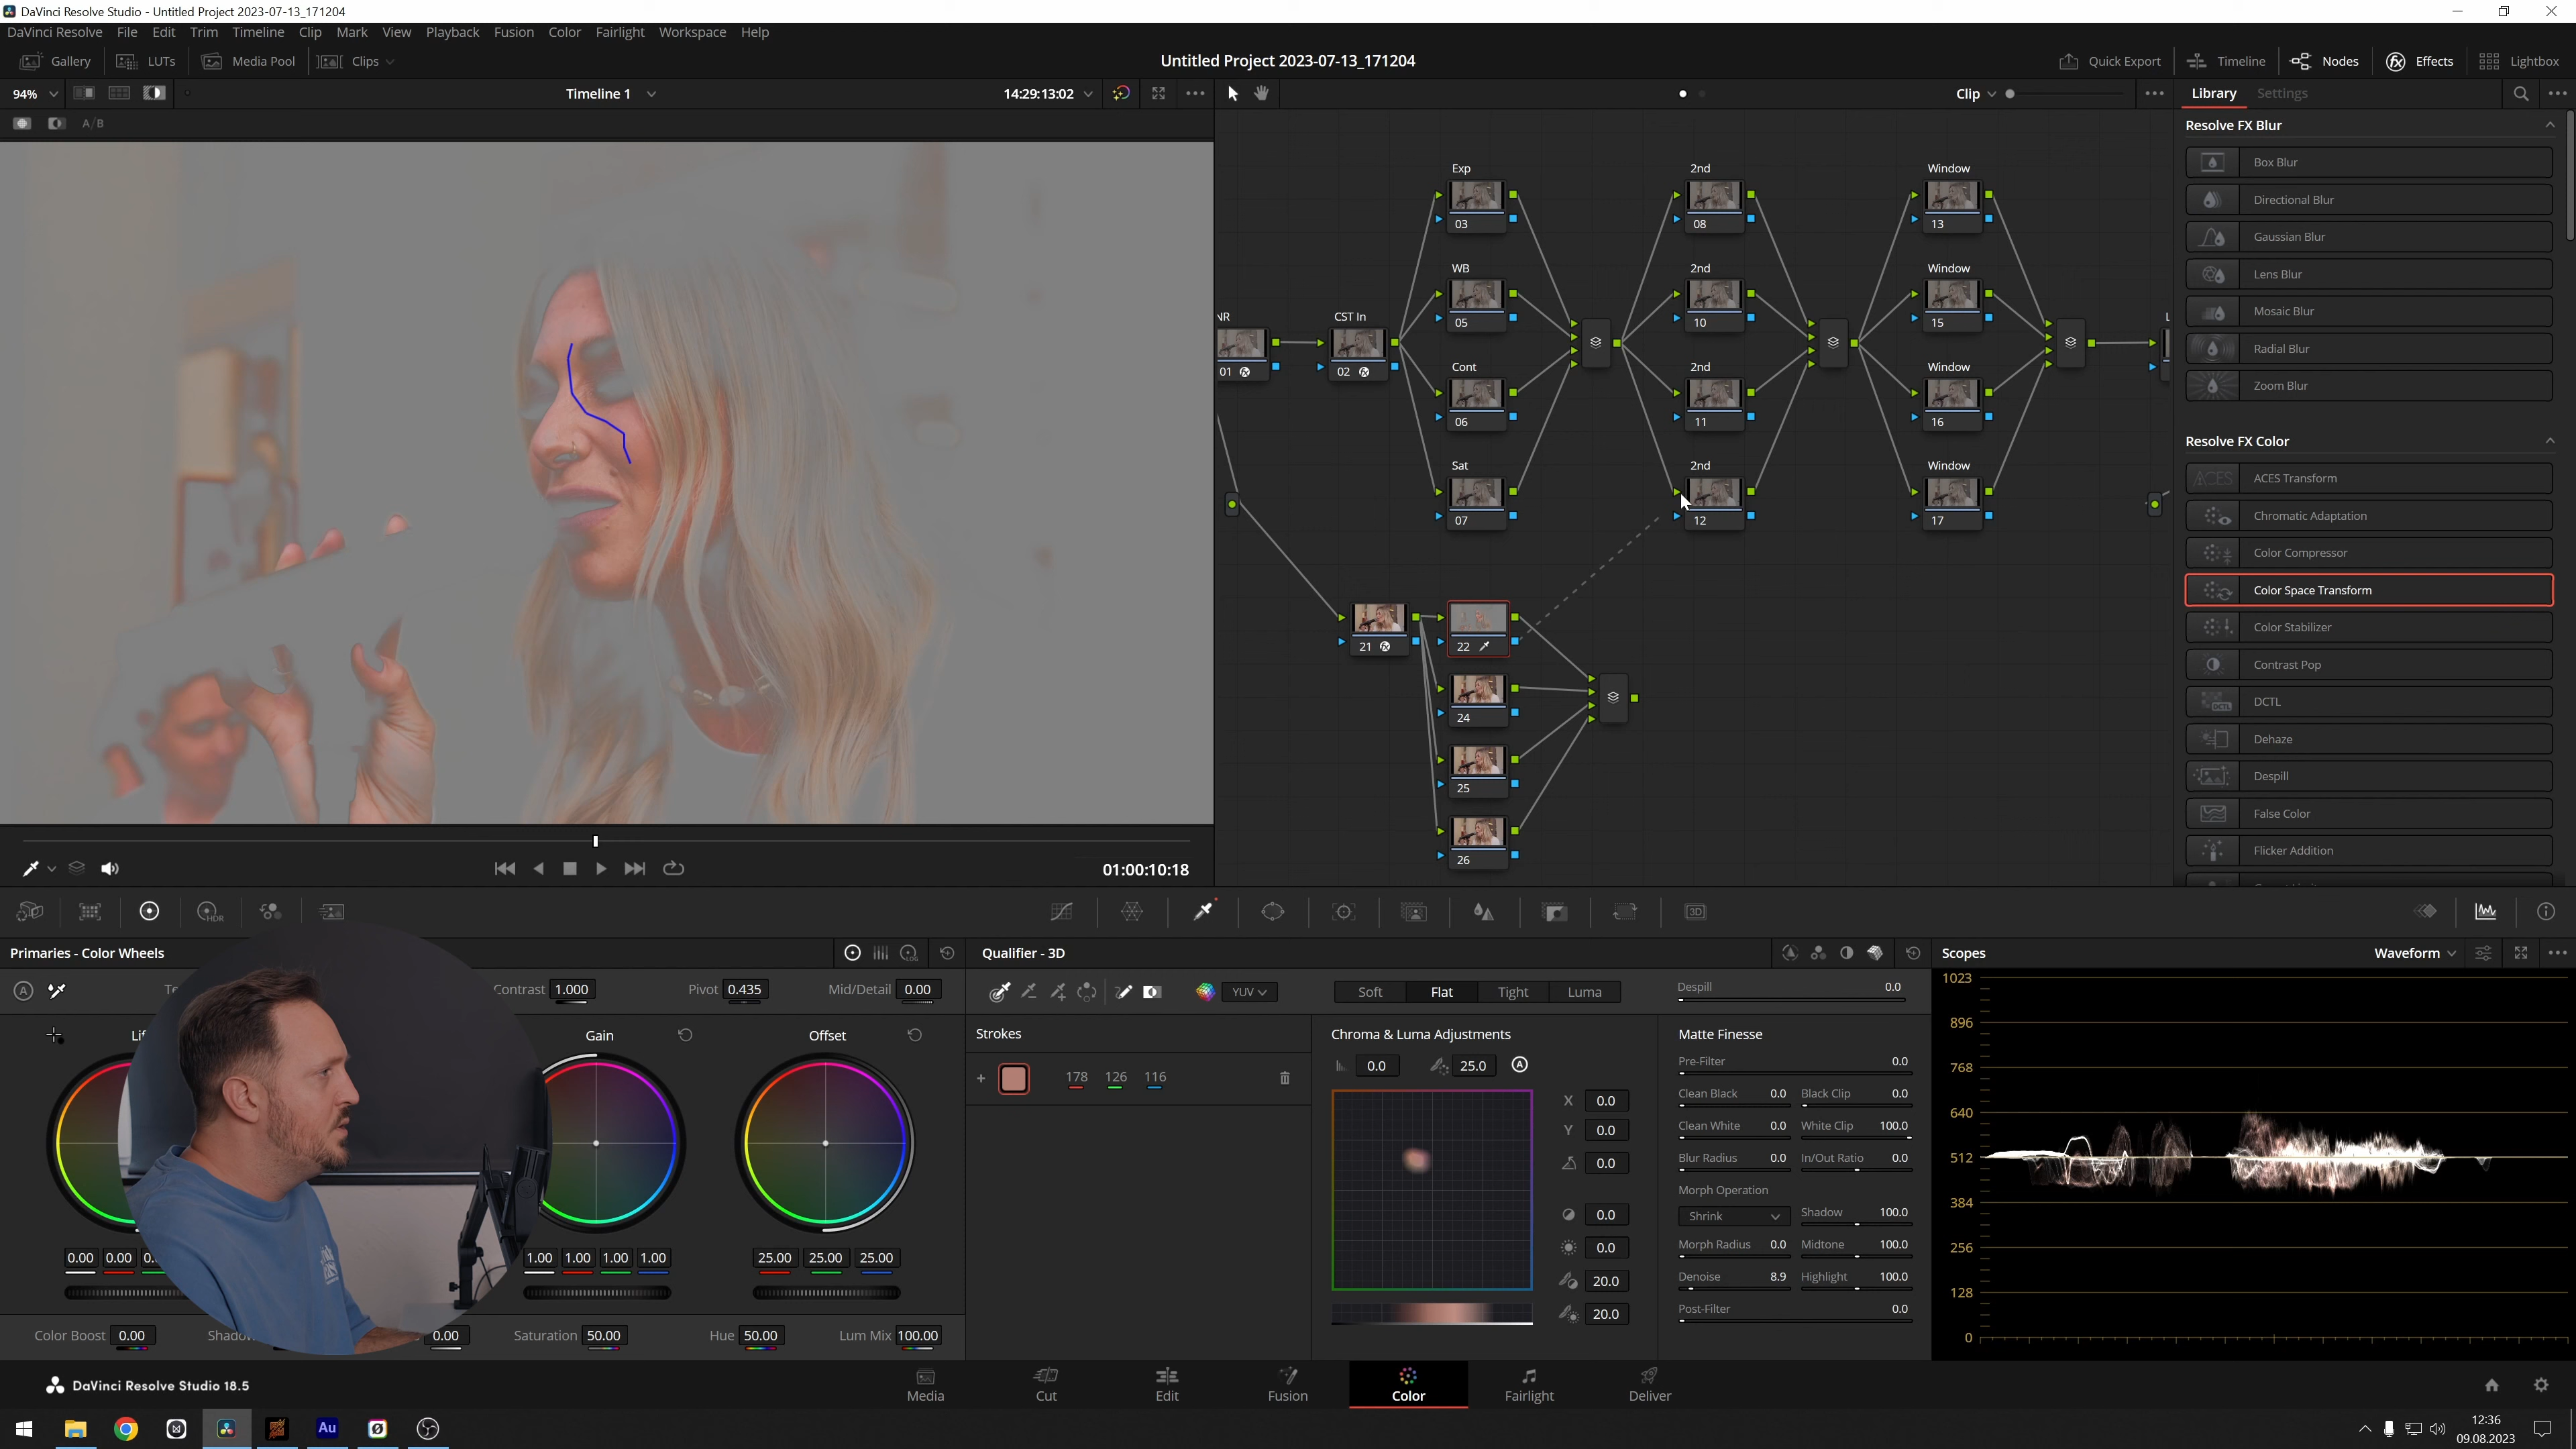 DaVinci Resolve Studio - Untitled Project 2023-07-13_171204
DaVinci Resolve File Edit Trim Timeline Clip Mark View Playback Fusion Color Fairlight Workspace Help
Gallery LUTs Media Pool Clips Untitled Project 2023-07-13_171204 Quick Export Timeline Nodes Effects Lightbox
94% Timeline 1 14:29:13:02 Clip Library Settings
A/B
Resolve FX Blur
Box Blur
Directional Blur
Gaussian Blur
Lens Blur
Mosaic Blur
Radial Blur
Zoom Blur
Resolve FX Color
ACES Transform
Chromatic Adaptation
Color Compressor
Color Space Transform
Color Stabilizer
Contrast Pop
DCTL
Dehaze
Despill
False Color
Flicker Addition
Exp 2nd Window
03 08 13
WB 2nd Window
05 10 15
NR CST In
01 02
Cont 2nd Window
06 11 16
Sat 2nd Window
07 12 17
21 22
24
25
26
01:00:10:18
HDR 3D
Primaries - Color Wheels
Contrast 1.000 Pivot 0.435 Mid/Detail 0.00
Gain Offset
0.00 0.00 1.00 1.00 1.00 1.00 25.00 25.00 25.00
Color Boost 0.00 0.00 Saturation 50.00 Hue 50.00 Lum Mix 100.00
Qualifier - 3D
YUV Soft Flat Tight Luma Despill 0.0
Strokes
178 126 116
Chroma & Luma Adjustments
0.0 25.0 A
X 0.0
Y 0.0
0.0
0.0
0.0
20.0
20.0
Matte Finesse
Pre-Filter 0.0
Clean Black 0.0 Black Clip 0.0
Clean White 0.0 White Clip 100.0
Blur Radius 0.0 In/Out Ratio 0.0
Morph Operation
Shrink Shadow 100.0
Morph Radius 0.0 Midtone 100.0
Denoise 8.9 Highlight 100.0
Post-Filter 0.0
Scopes Waveform
1023
896
768
640
512
384
256
128
0
DaVinci Resolve Studio 18.5
Media Cut Edit Fusion Color Fairlight Deliver
Au
12:36
09.08.2023